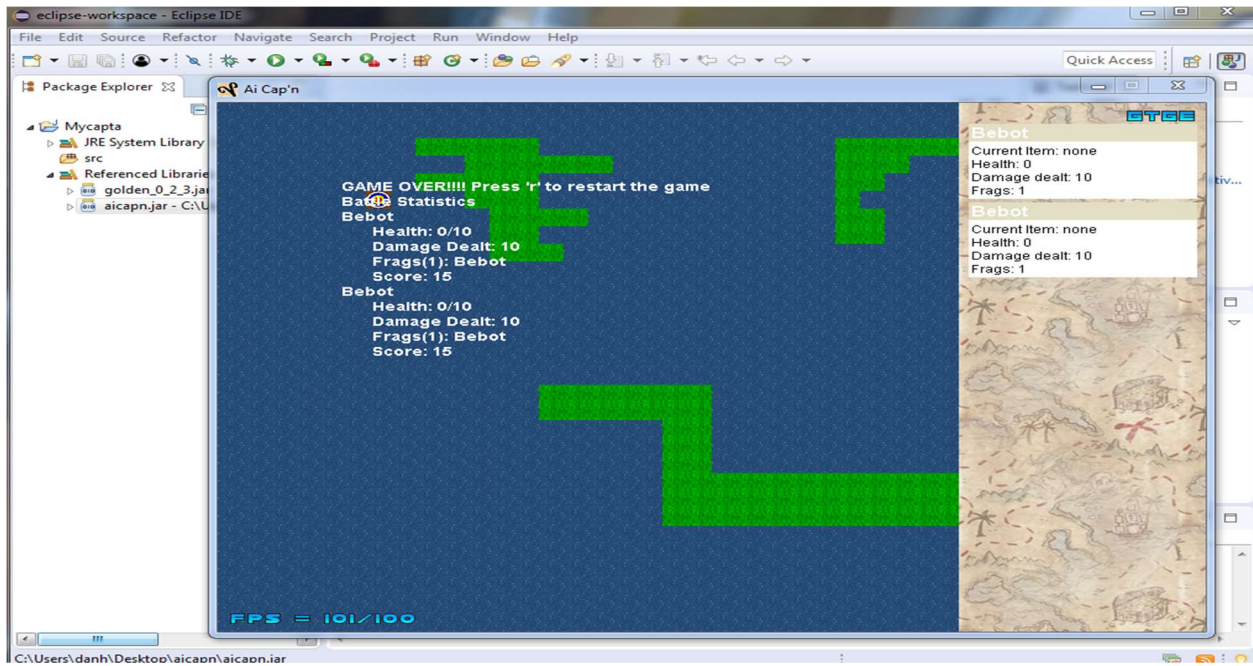 eclipse-workspace - Eclipse IDE
File Edit Source Refactor Navigate Search Project Run Window Help
Quick Access
Package Explorer
Mycapta
JRE System Library
src
Referenced Librarie
golden_0_2_3.jar
aicapn.jar - C:\U
Ai Cap'n
GAME OVER!!!! Press 'r' to restart the game
Battle Statistics
Bebot
Health: 0/10
Damage Dealt: 10
Frags(1): Bebot
Score: 15
Bebot
Health: 0/10
Damage Dealt: 10
Frags(1): Bebot
Score: 15
FPS = 101/100
GTGE
Bebot
Current Item: none
Health: 0
Damage dealt: 10
Frags: 1
Bebot
Current Item: none
Health: 0
Damage dealt: 10
Frags: 1
tiv...
C:\Users\danh\Desktop\aicapn\aicapn.jar